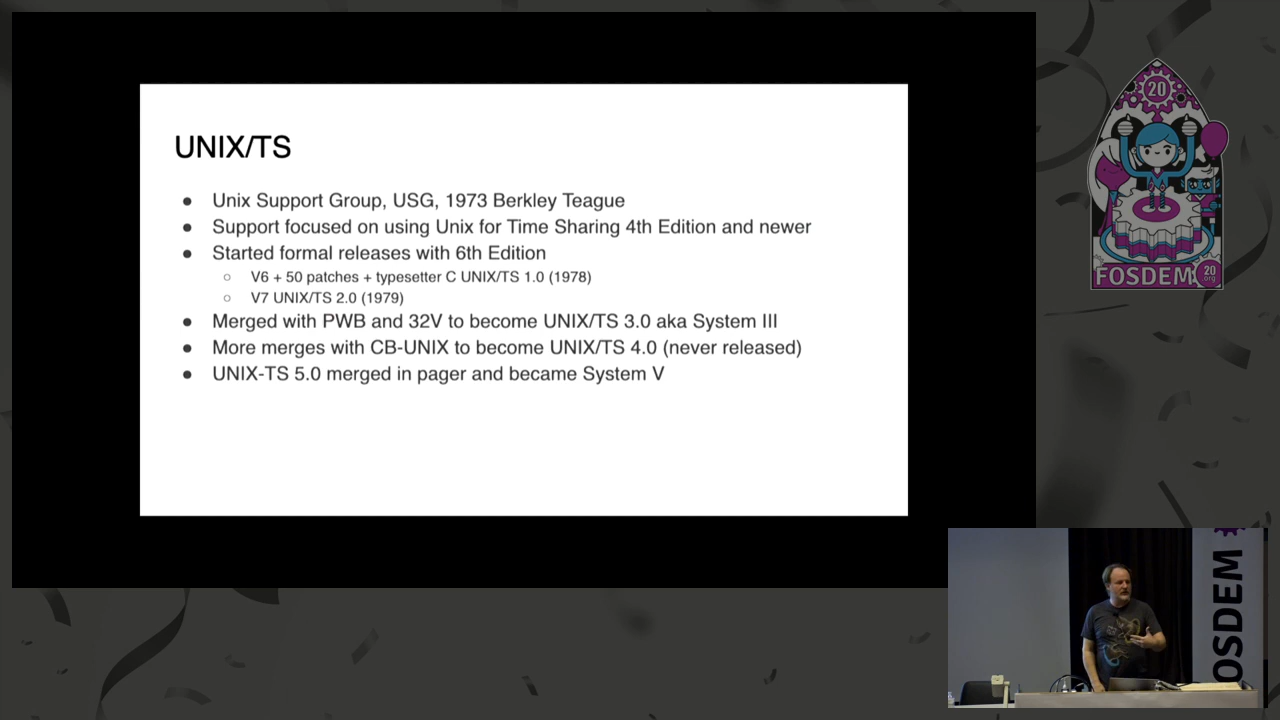 UNIX/TS
● Unix Support Group, USG, 1973 Berkley Teague
● Support focused on using Unix for Time Sharing 4th Edition and newer
● Started formal releases with 6th Edition
○ V6 + 50 patches + typesetter C UNIX/TS 1.0 (1978)
○ V7 UNIX/TS 2.0 (1979)
● Merged with PWB and 32V to become UNIX/TS 3.0 aka System III
● More merges with CB-UNIX to become UNIX/TS 4.0 (never released)
● UNIX-TS 5.0 merged in pager and became System V
20
FOSDEM
20
org
OSDEM